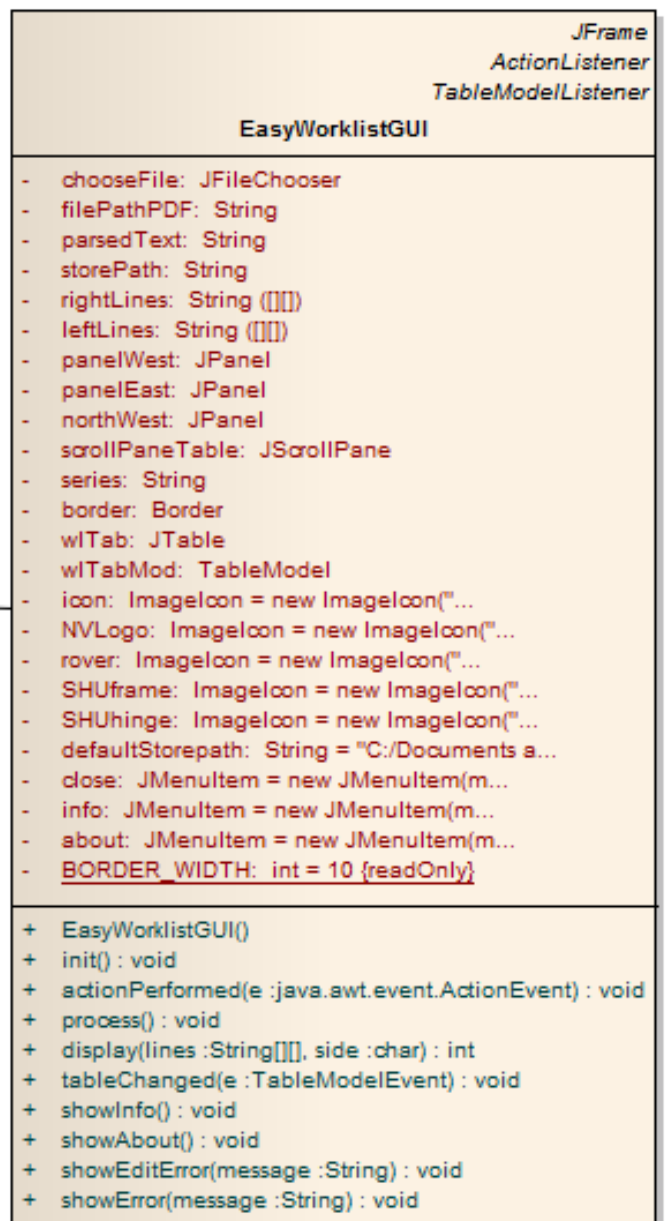 JFrame
ActionListener
TableModelListener
EasyWorklistGUI
- chooseFile: JFileChooser
- filePathPDF: String
- parsedText: String
- storePath: String
- rightLines: String ([][])
- leftLines: String ([][])
- panelWest: JPanel
- panelEast: JPanel
- northWest: JPanel
- scrollPaneTable: JScrollPane
- series: String
- border: Border
- wlTab: JTable
- wlTabMod: TableModel
- icon: ImageIcon = new ImageIcon("...
- NVLogo: ImageIcon = new ImageIcon("...
- rover: ImageIcon = new ImageIcon("...
- SHUframe: ImageIcon = new ImageIcon("...
- SHUhinge: ImageIcon = new ImageIcon("...
- defaultStorepath: String = "C:/Documents a...
- close: JMenuItem = new JMenuItem(m...
- info: JMenuItem = new JMenuItem(m...
- about: JMenuItem = new JMenuItem(m...
- BORDER_WIDTH: int = 10 {readOnly}
+ EasyWorklistGUI()
+ init() : void
+ actionPerformed(e :java.awt.event.ActionEvent) : void
+ process() : void
+ display(lines :String[][], side :char) : int
+ tableChanged(e :TableModelEvent) : void
+ showInfo() : void
+ showAbout() : void
+ showEditError(message :String) : void
+ showError(message :String) : void